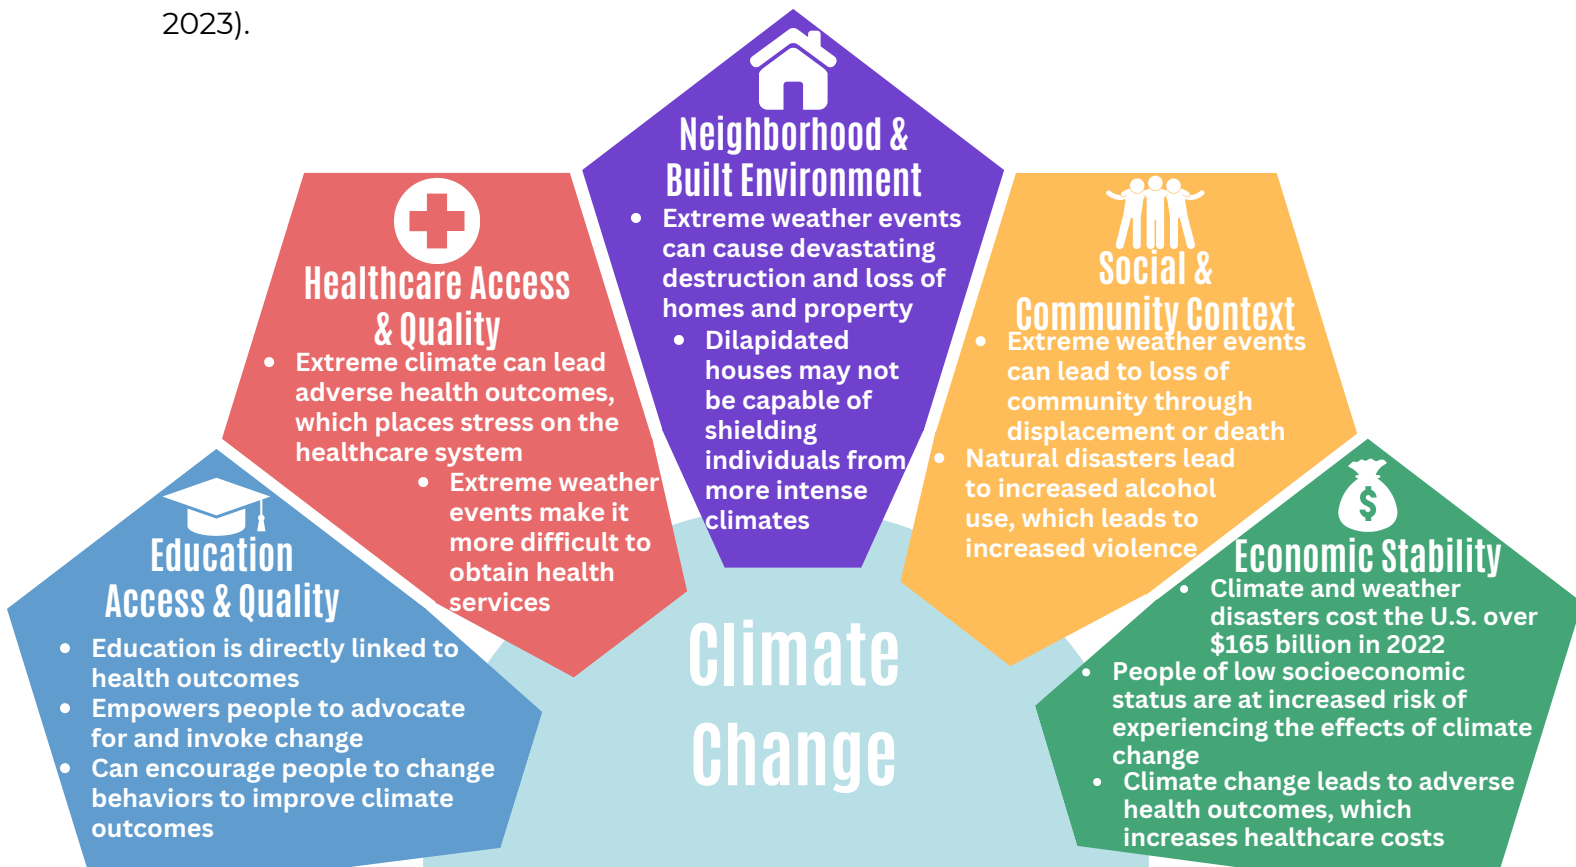 2023).
Neighborhood &
Built Environment
Extreme weather events
can cause devastating
destruction and loss of
homes and property
Dilapidated
houses may not
be capable of
shielding
individuals from
more intense
climates
Healthcare Access
& Quality
Extreme climate can lead
adverse health outcomes,
which places stress on the
healthcare system
Extreme weather
events make it
more difficult to
obtain health
services
Social &
Community Context
Extreme weather events
can lead to loss of
community through
displacement or death
Natural disasters lead
to increased alcohol
use, which leads to
increased violence
Education
Access & Quality
Education is directly linked to
health outcomes
Empowers people to advocate
for and invoke change
Can encourage people to change
behaviors to improve climate
outcomes
$
Economic Stability
Climate and weather
disasters cost the U.S. over
$165 billion in 2022
People of low socioeconomic
status are at increased risk of
experiencing the effects of climate
change
Climate change leads to adverse
health outcomes, which
increases healthcare costs
Climate
Change